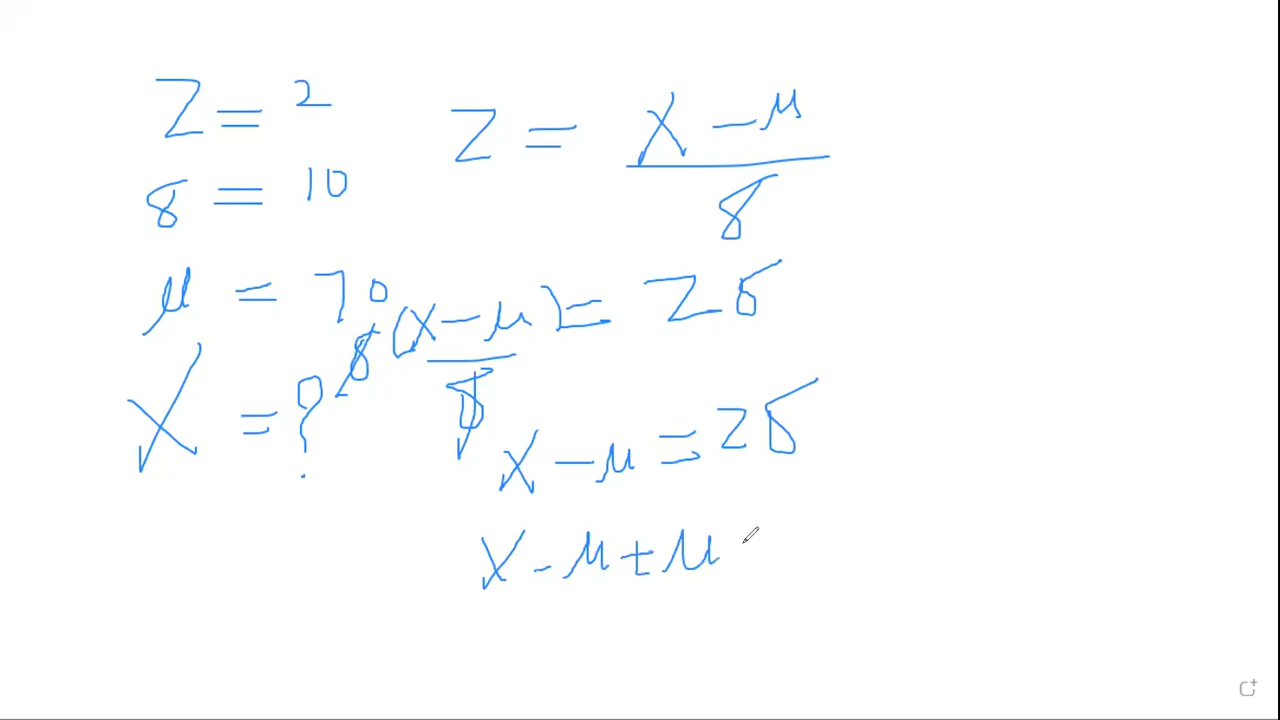 Z = 2
Z = X - μ / δ
δ = 10
μ = 70
δ(X - μ) / δ = Zσ
X = ?
X - μ = Zσ
X - μ + μ